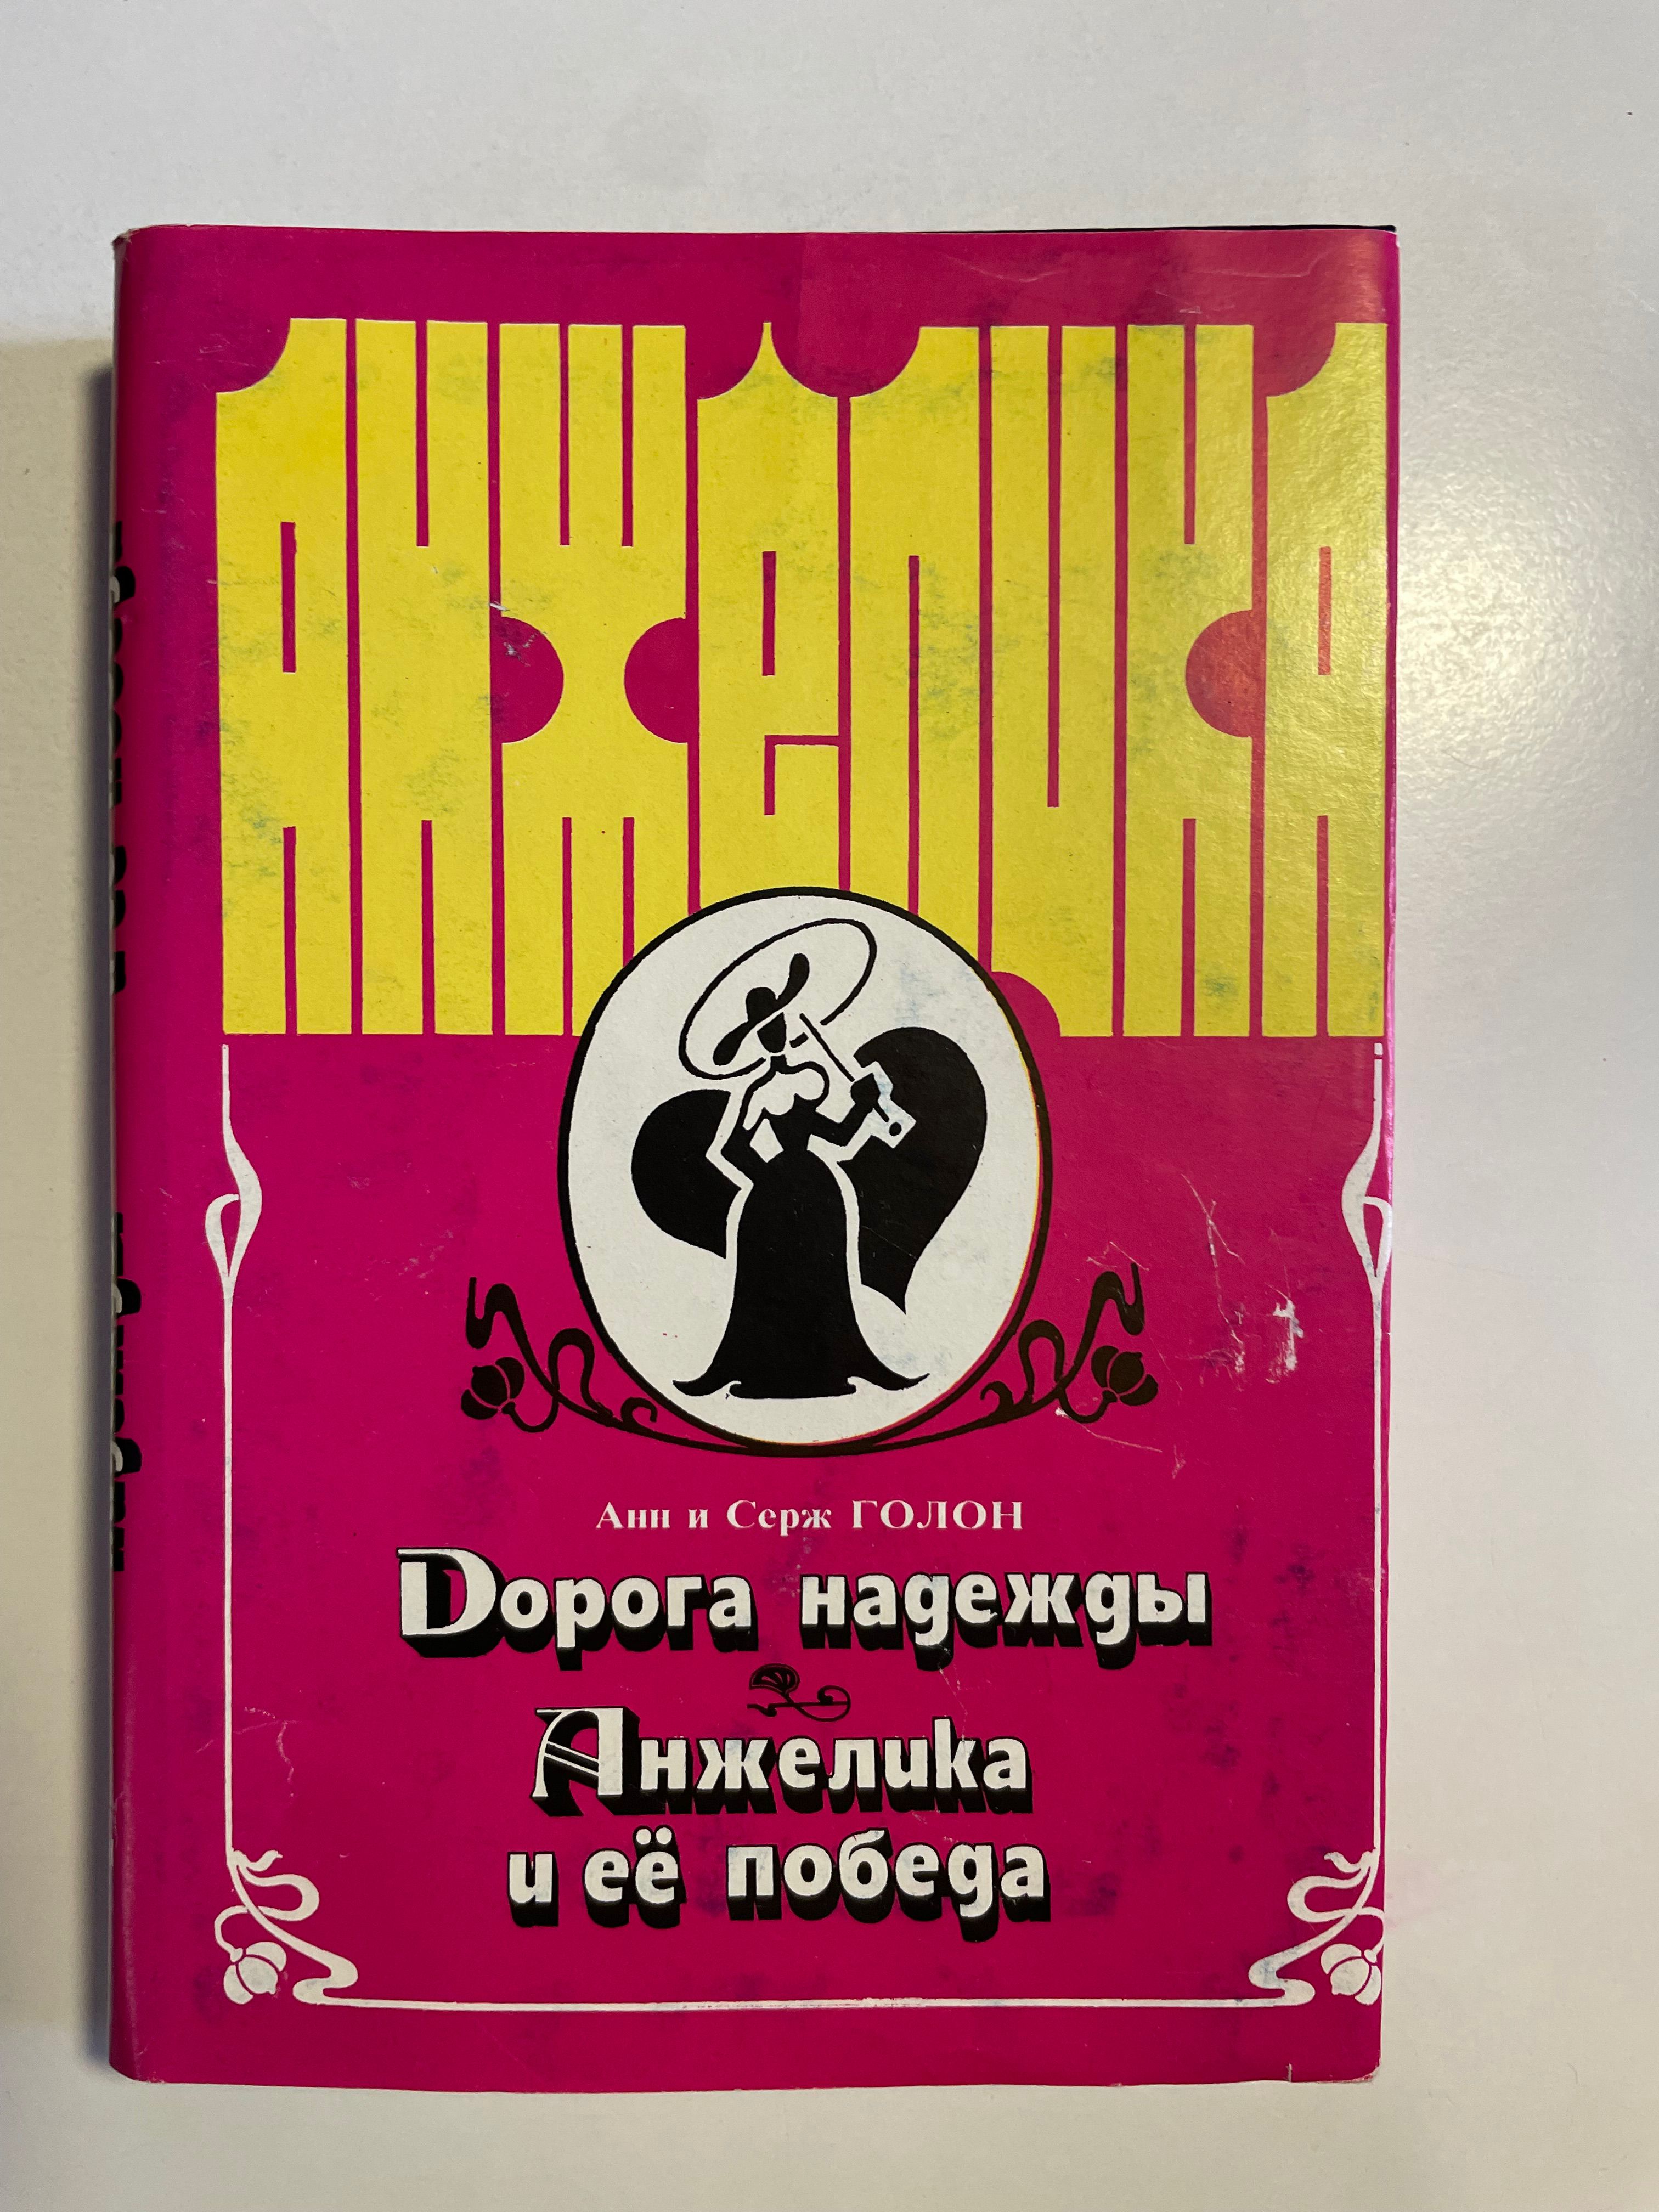 Анжелика
Анн и Серж ГОЛОН
Дорога надежды
Анжелика
и её победа